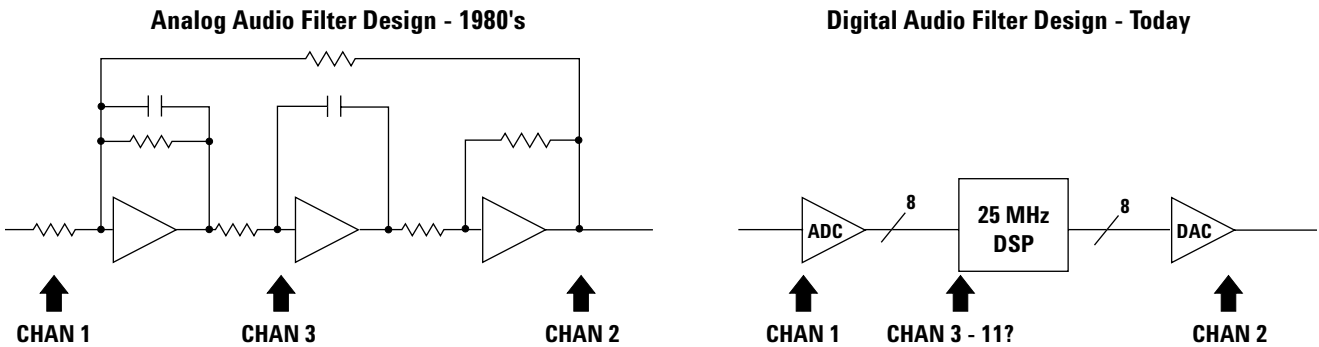 Analog Audio Filter Design - 1980's
CHAN 1
CHAN 3
CHAN 2
Digital Audio Filter Design - Today
ADC
8
25 MHz
DSP
8
DAC
CHAN 1
CHAN 3 - 11?
CHAN 2